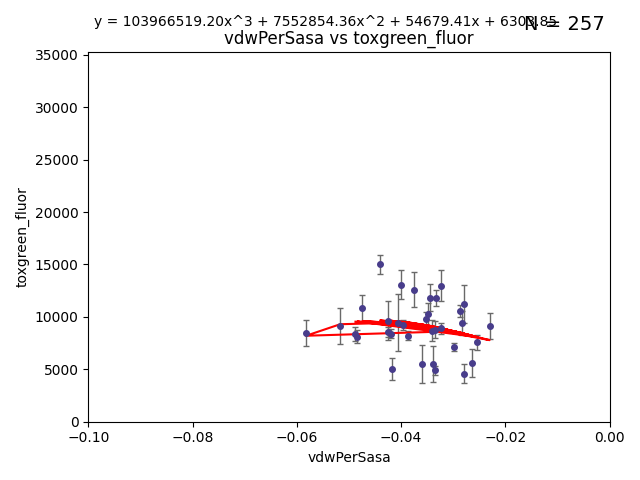 y = 103966519.20x^3 + 7552854.36x^2 + 54679.41x + 6303.85
N = 257
vdwPerSasa vs toxgreen_fluor
35000
30000
25000
20000
15000
10000
5000
0
toxgreen_fluor
−0.10
−0.08
−0.06
−0.04
−0.02
0.00
vdwPerSasa